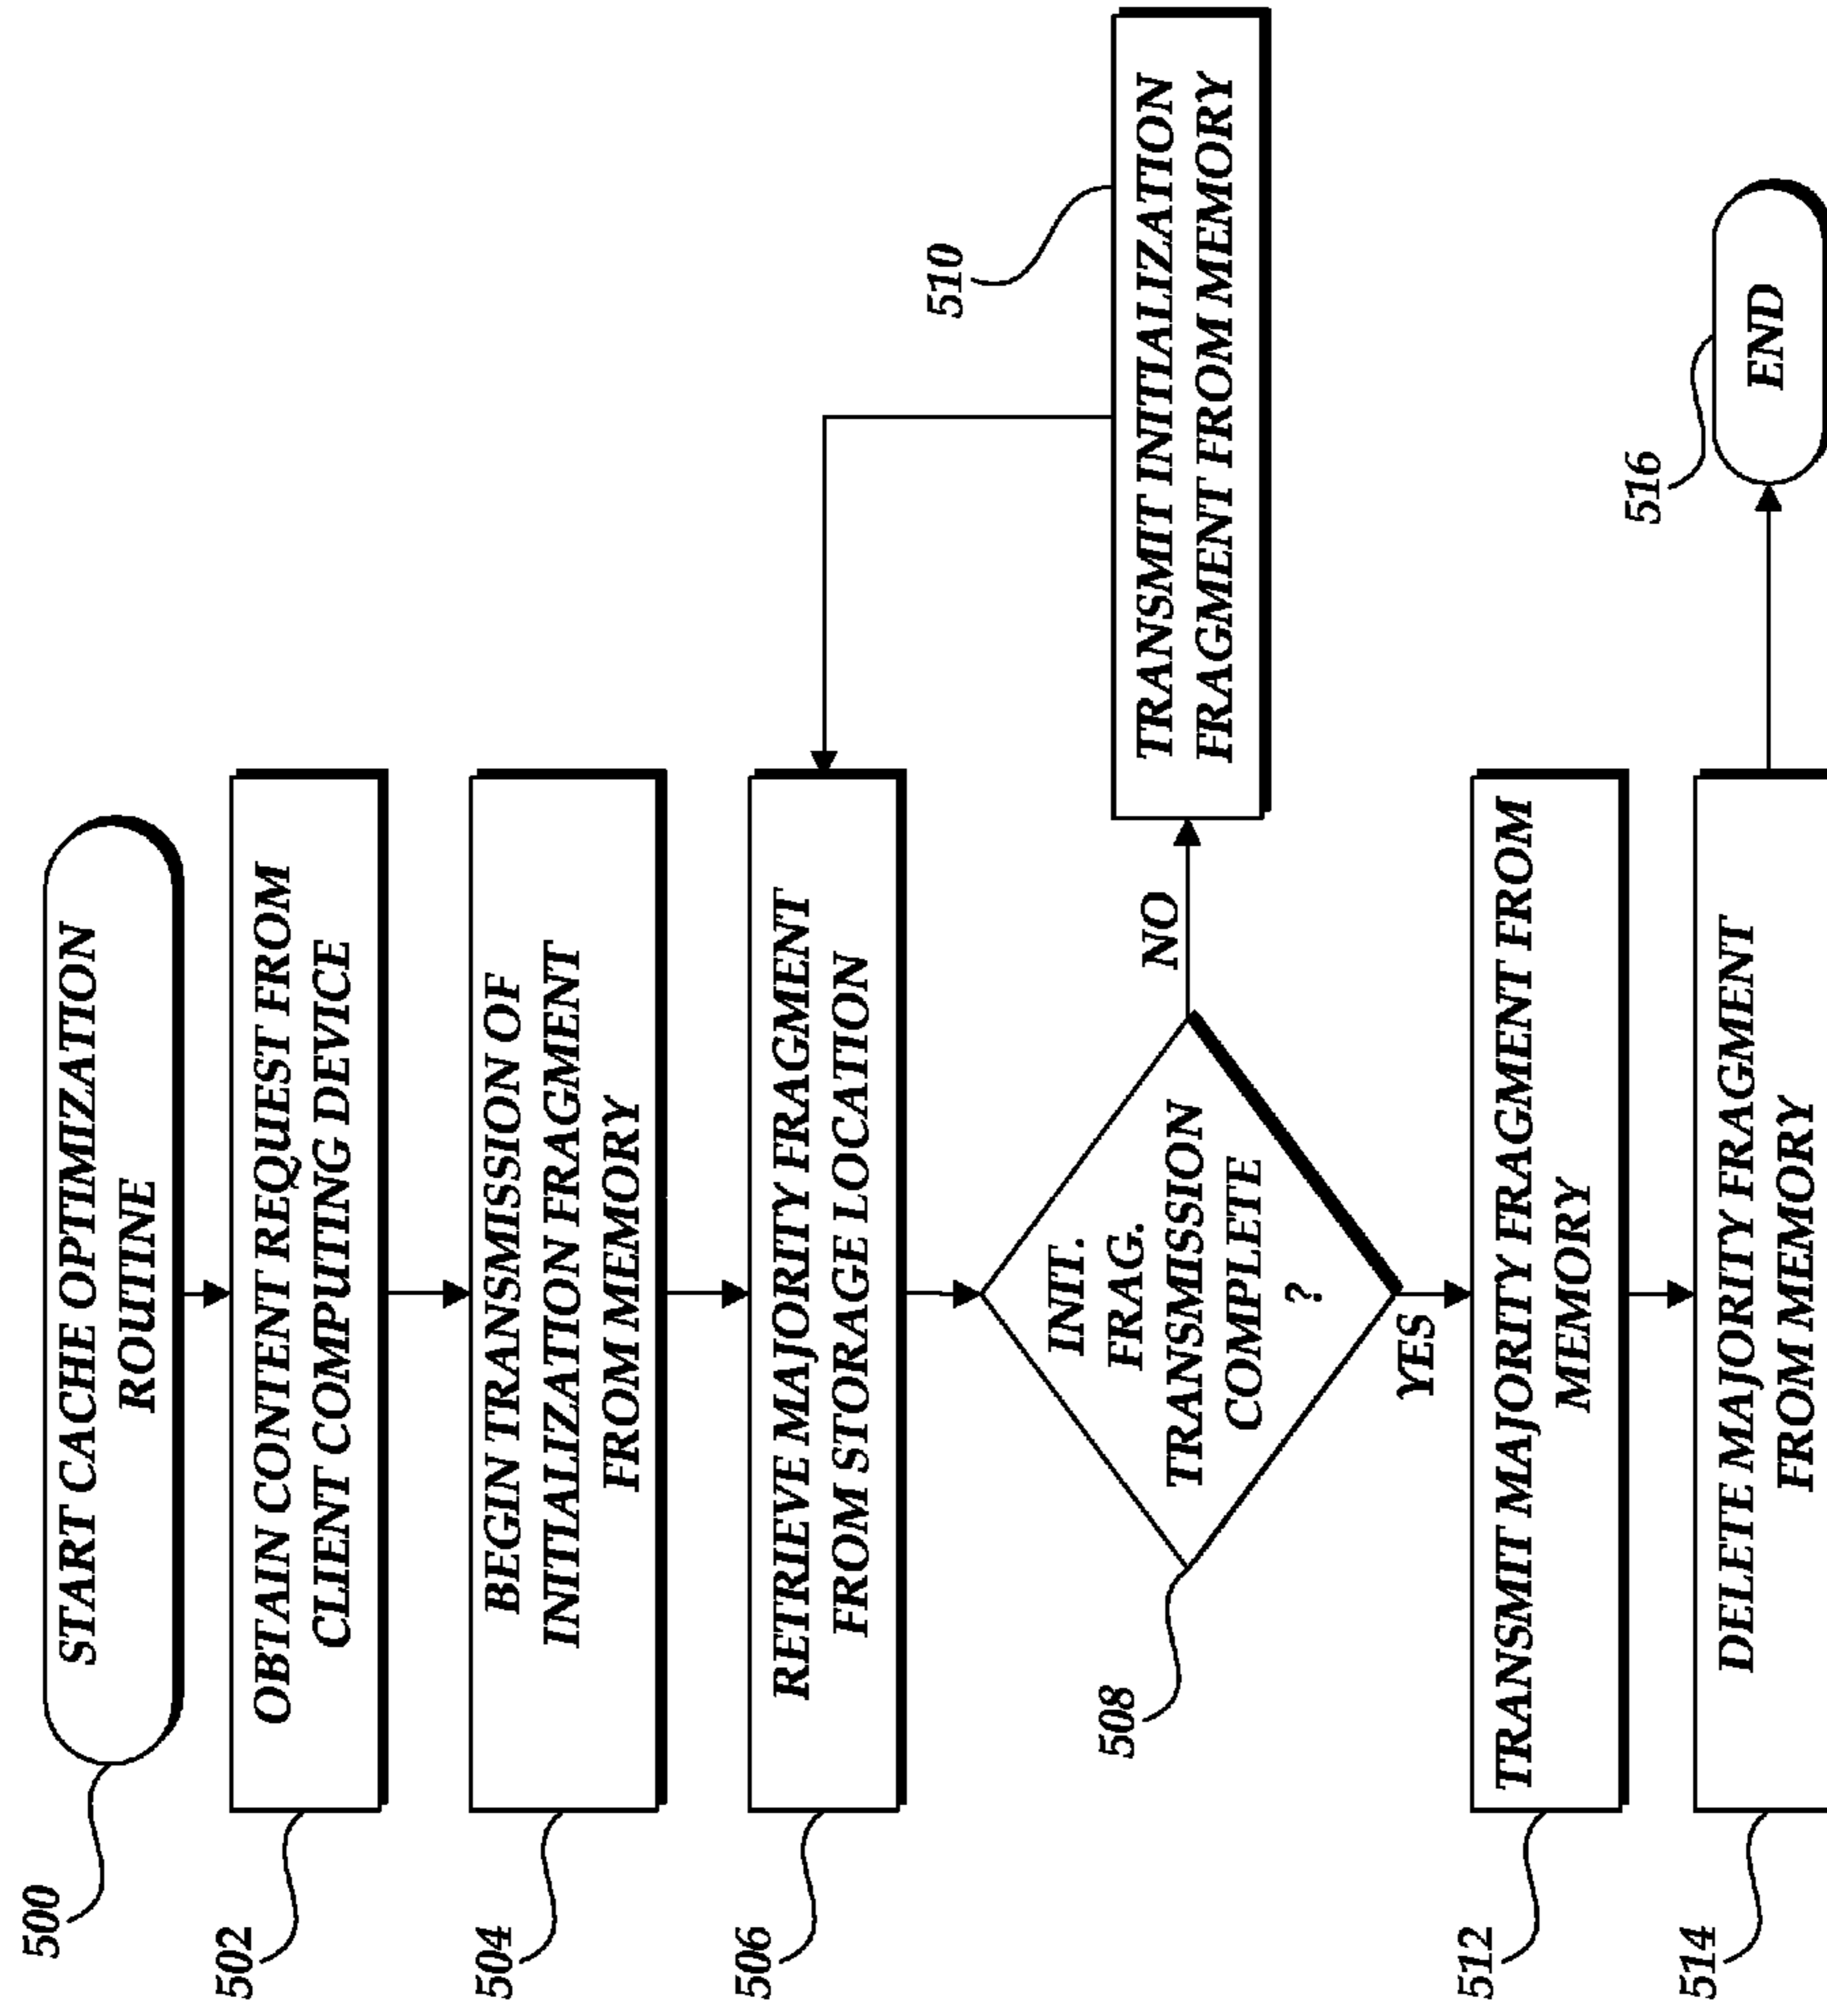 500
START CACHE OPTIMIZATION
ROUTINE
502
OBTAIN CONTENT REQUEST FROM
CLIENT COMPUTING DEVICE
504
BEGIN TRANSMISSION OF
INITIALIZATION FRAGMENT
FROM MEMORY
506
RETRIEVE MAJORITY FRAGMENT
FROM STORAGE LOCATION
508
INIT.
FRAG.
TRANSMISSION
COMPLETE
?
NO
510
TRANSMIT INITIALIZATION
FRAGMENT FROM MEMORY
YES
512
TRANSMIT MAJORITY FRAGMENT FROM
MEMORY
514
DELETE MAJORITY FRAGMENT
FROM MEMORY
516
END